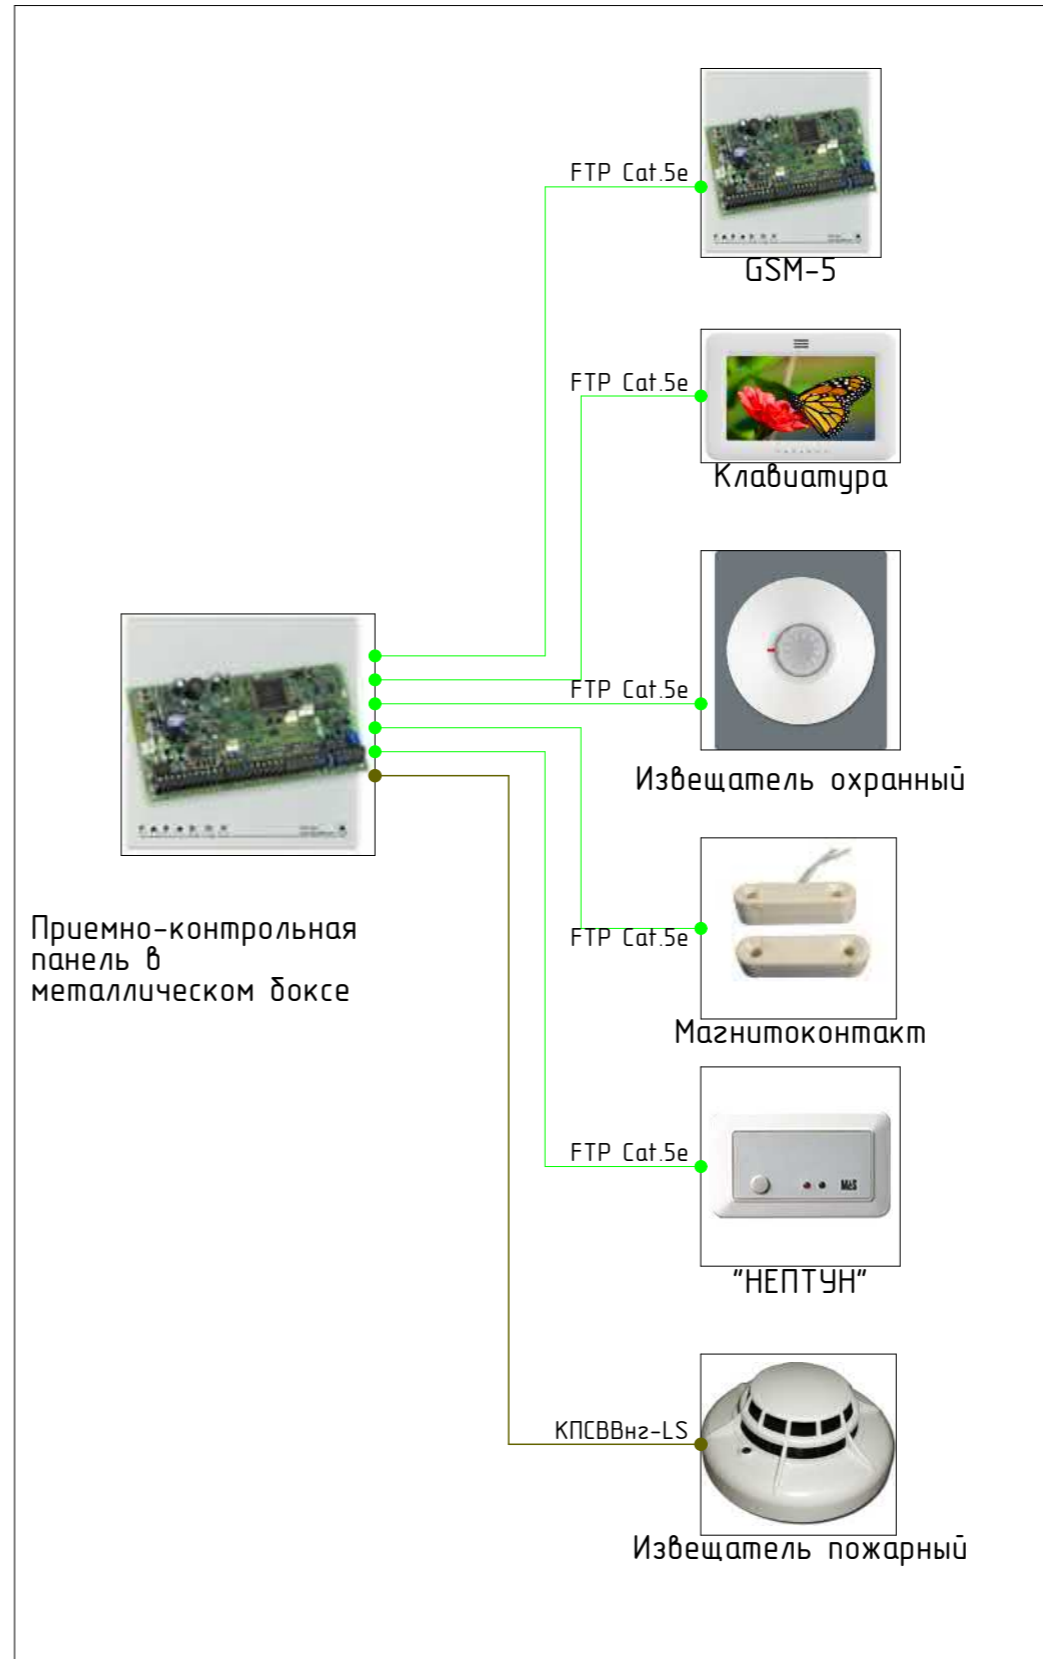 FTP Cat.5e
GSM-5
FTP Cat.5e
Клавиатура
FTP Cat.5e
Извещатель охранный
Приемно-контрольная
панель в
металлическом боксе
FTP Cat.5e
Магнитоконтакт
FTP Cat.5e
"НЕПТУН"
КПСВВнг-LS
Извещатель пожарный